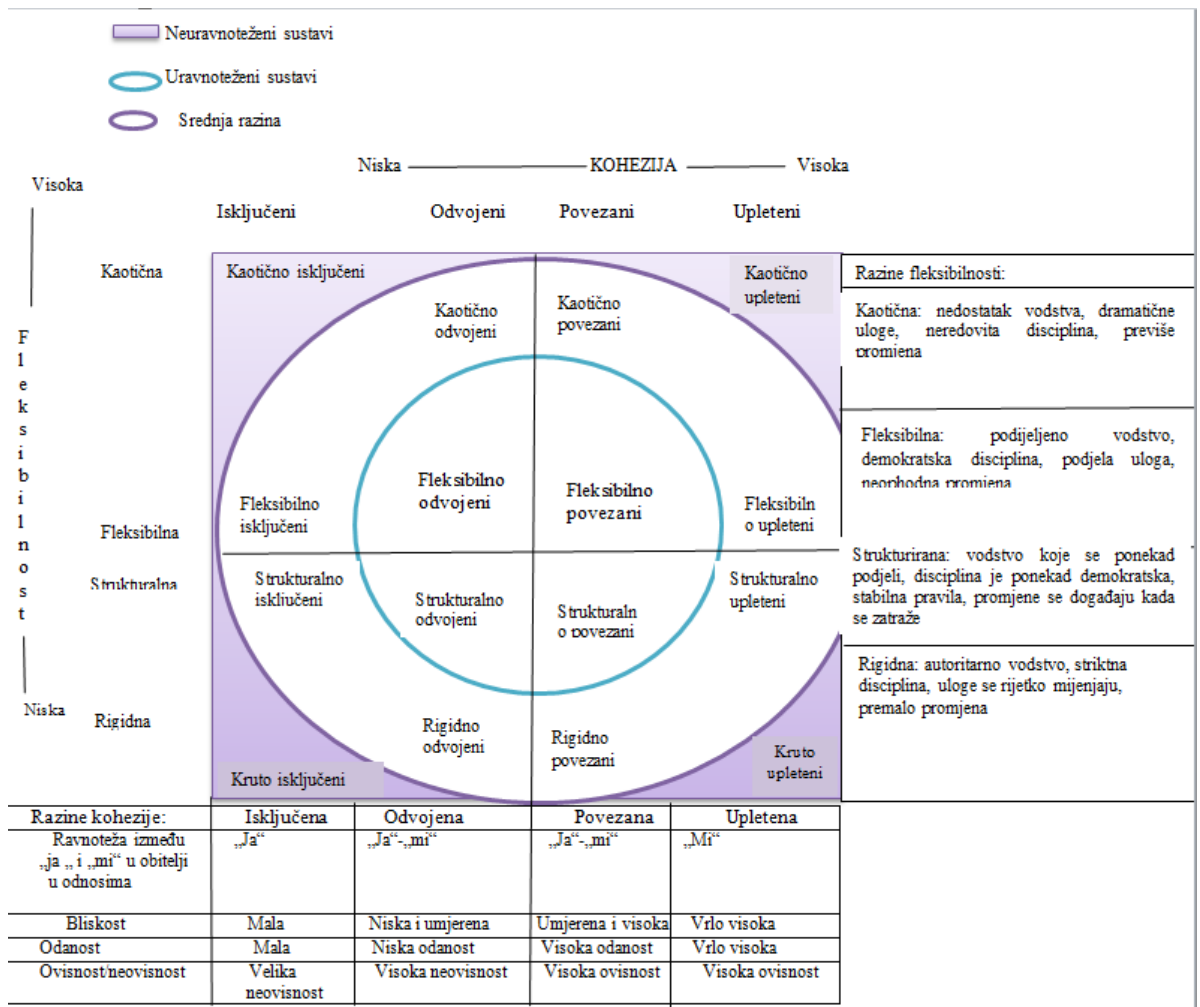 Neuravnoteženi sustavi
Uravnoteženi sustavi
Srednja razina
Niska KOHEZIJA Visoka
Visoka
Isključeni Odvojeni Povezani Upleteni
Fleksibilnost
Niska
Kaotična
Fleksibilna
Strukturalna
Rigidna
Kaotično isključeni
Kaotično
odvojeni
Kaotično
povezani
Kaotično
upleteni
Fleksibilno
isključeni
Fleksibilno
odvojeni
Fleksibilno
povezani
Fleksibiln
o upleteni
Strukturalno
isključeni
Strukturalno
odvojeni
Strukturaln
o povezani
Strukturalno
upleteni
Kruto isključeni
Rigidno
odvojeni
Rigidno
povezani
Kruto
upleteni
Razine fleksibilnosti:
Kaotična: nedostatak vodstva, dramatične
uloge, neredovita disciplina, previše
promjena
Fleksibilna: podijeljeno vodstvo,
demokratska disciplina, podjela uloga,
neophodna promjena
Strukturirana: vodstvo koje se ponekad
podjeli, disciplina je ponekad demokratska,
stabilna pravila, promjene se događaju kada
se zatraže
Rigidna: autoritarno vodstvo, striktna
disciplina, uloge se rijetko mijenjaju,
premalo promjena
Razine kohezije: Isključena Odvojena Povezana Upletena
Ravnoteža između „Ja“ „Ja“-„mi“ „Ja“-„mi“ „Mi“
„ja „ i „mi“ u obitelji
u odnosima
Bliskost Mala Niska i umjerena Umjerena i visoka Vrlo visoka
Odanost Mala Niska odanost Visoka odanost Vrlo visoka
Ovisnost/neovisnost Velika Visoka neovisnost Visoka ovisnost Visoka ovisnost
neovisnost